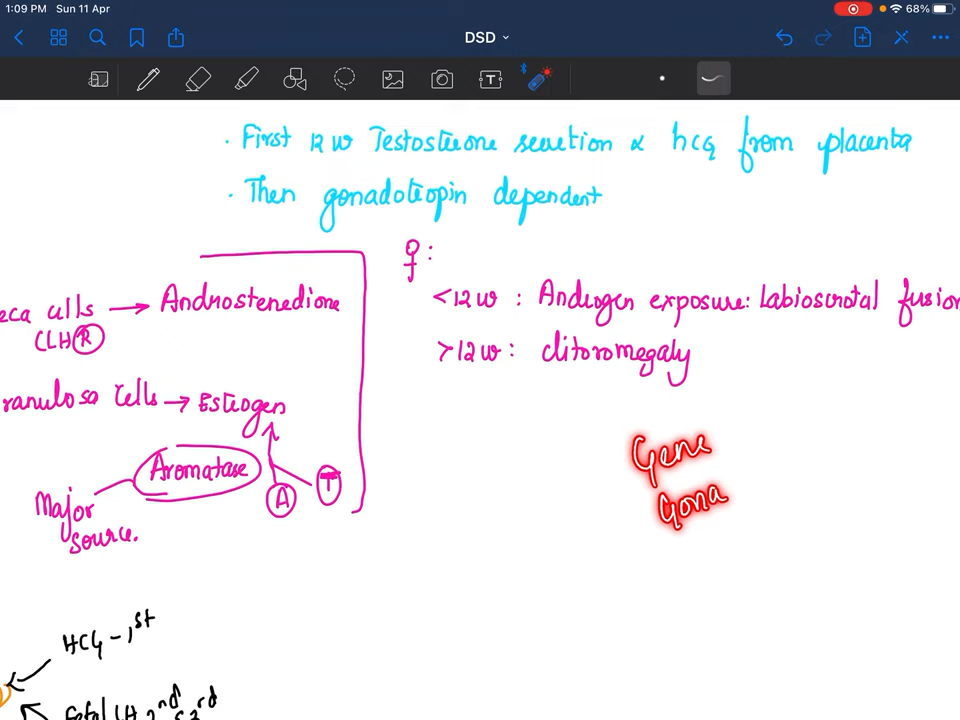 1:09 PM Sun 11 Apr
68%
DSD
T
· First 12 w Testosterone secretion α hCG from placenta
· Then gonadotropin dependent
♀:
<12 w : Androgen exposure: Labioscrotal fusion
>12 w : clitoromegaly
eca cells → Androstenedione
CLH R
ranulosa cells → Estrogen
Aromatase
A T
Major
source.
Gene
Gona
HCG - 1st
Fetal LH 2nd & 3rd